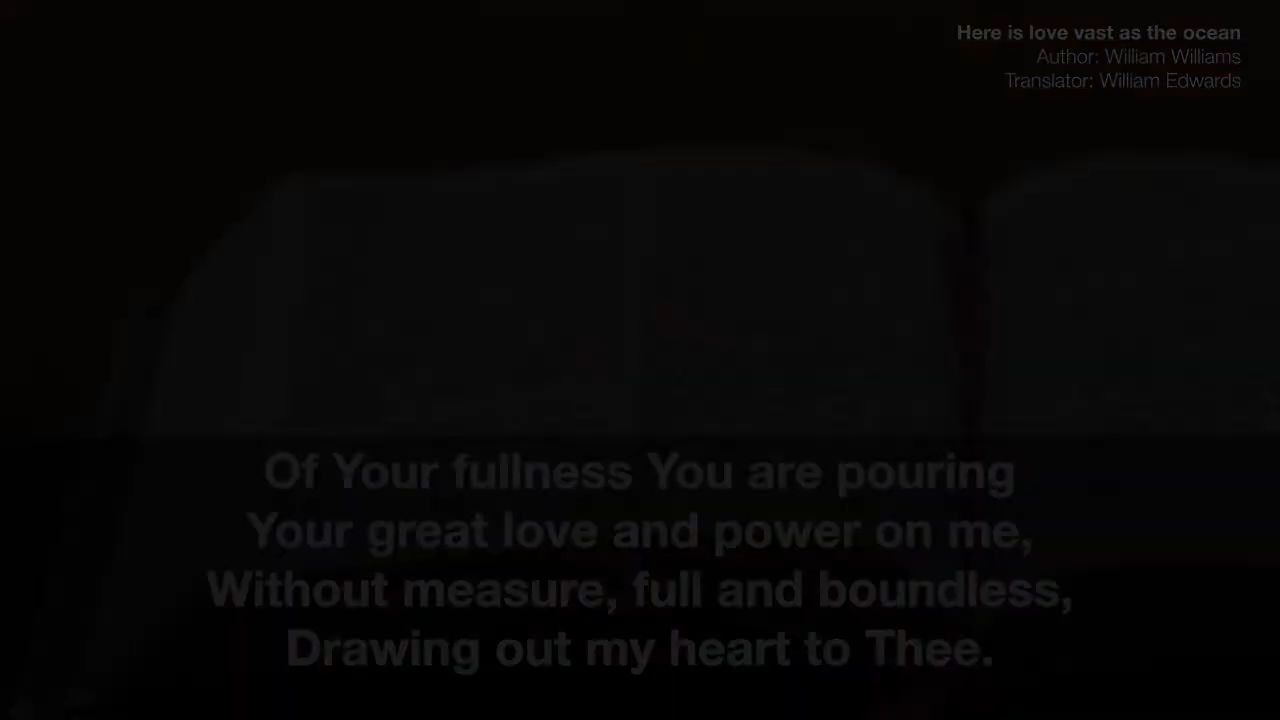 Here is love vast as the ocean
Author: William Williams
Translator: William Edwards
Of Your fullness You are pouring
Your great love and power on me,
Without measure, full and boundless,
Drawing out my heart to Thee.